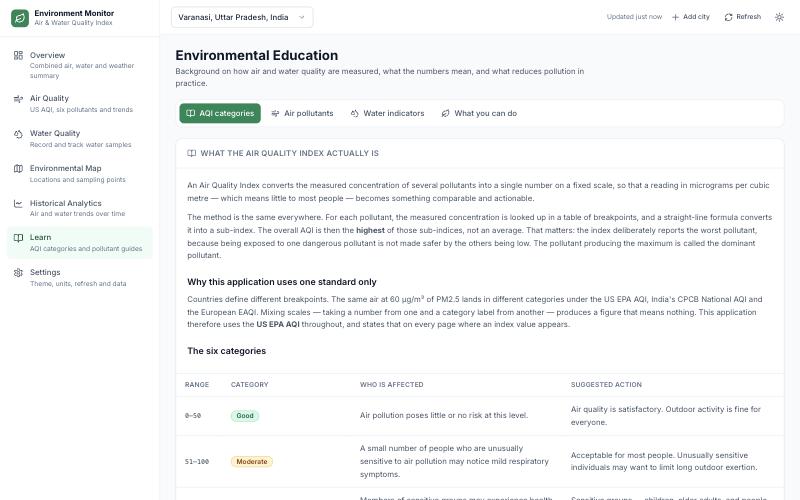 Environment Monitor
Air & Water Quality Index
Overview
Combined air, water and weather
summary
Air Quality
US AQI, six pollutants and trends
Water Quality
Record and track water samples
Environmental Map
Locations and sampling points
Historical Analytics
Air and water trends over time
Learn
AQI categories and pollutant guides
Settings
Theme, units, refresh and data
Varanasi, Uttar Pradesh, India
Updated just now
Add city
Refresh
Environmental Education
Background on how air and water quality are measured, what the numbers mean, and what reduces pollution in
practice.
AQI categories
Air pollutants
Water indicators
What you can do
WHAT THE AIR QUALITY INDEX ACTUALLY IS
An Air Quality Index converts the measured concentration of several pollutants into a single number on a fixed scale, so that a reading in micrograms per cubic
metre — which means little to most people — becomes something comparable and actionable.
The method is the same everywhere. For each pollutant, the measured concentration is looked up in a table of breakpoints, and a straight-line formula converts
it into a sub-index. The overall AQI is then the highest of those sub-indices, not an average. That matters: the index deliberately reports the worst pollutant,
because being exposed to one dangerous pollutant is not made safer by the others being low. The pollutant producing the maximum is called the dominant
pollutant.
Why this application uses one standard only
Countries define different breakpoints. The same air at 60 µg/m³ of PM2.5 lands in different categories under the US EPA AQI, India's CPCB National AQI and
the European EAQI. Mixing scales — taking a number from one and a category label from another — produces a figure that means nothing. This application
therefore uses the US EPA AQI throughout, and states that on every page where an index value appears.
The six categories
RANGE CATEGORY WHO IS AFFECTED SUGGESTED ACTION
0–50 Good Air pollution poses little or no risk at this level. Air quality is satisfactory. Outdoor activity is fine for
everyone.
51–100 Moderate A small number of people who are unusually
sensitive to air pollution may notice mild respiratory
symptoms.
Acceptable for most people. Unusually sensitive
individuals may want to limit long outdoor exertion.
Members of sensitive groups may experience health
Sensitive groups — children, older adults, and people